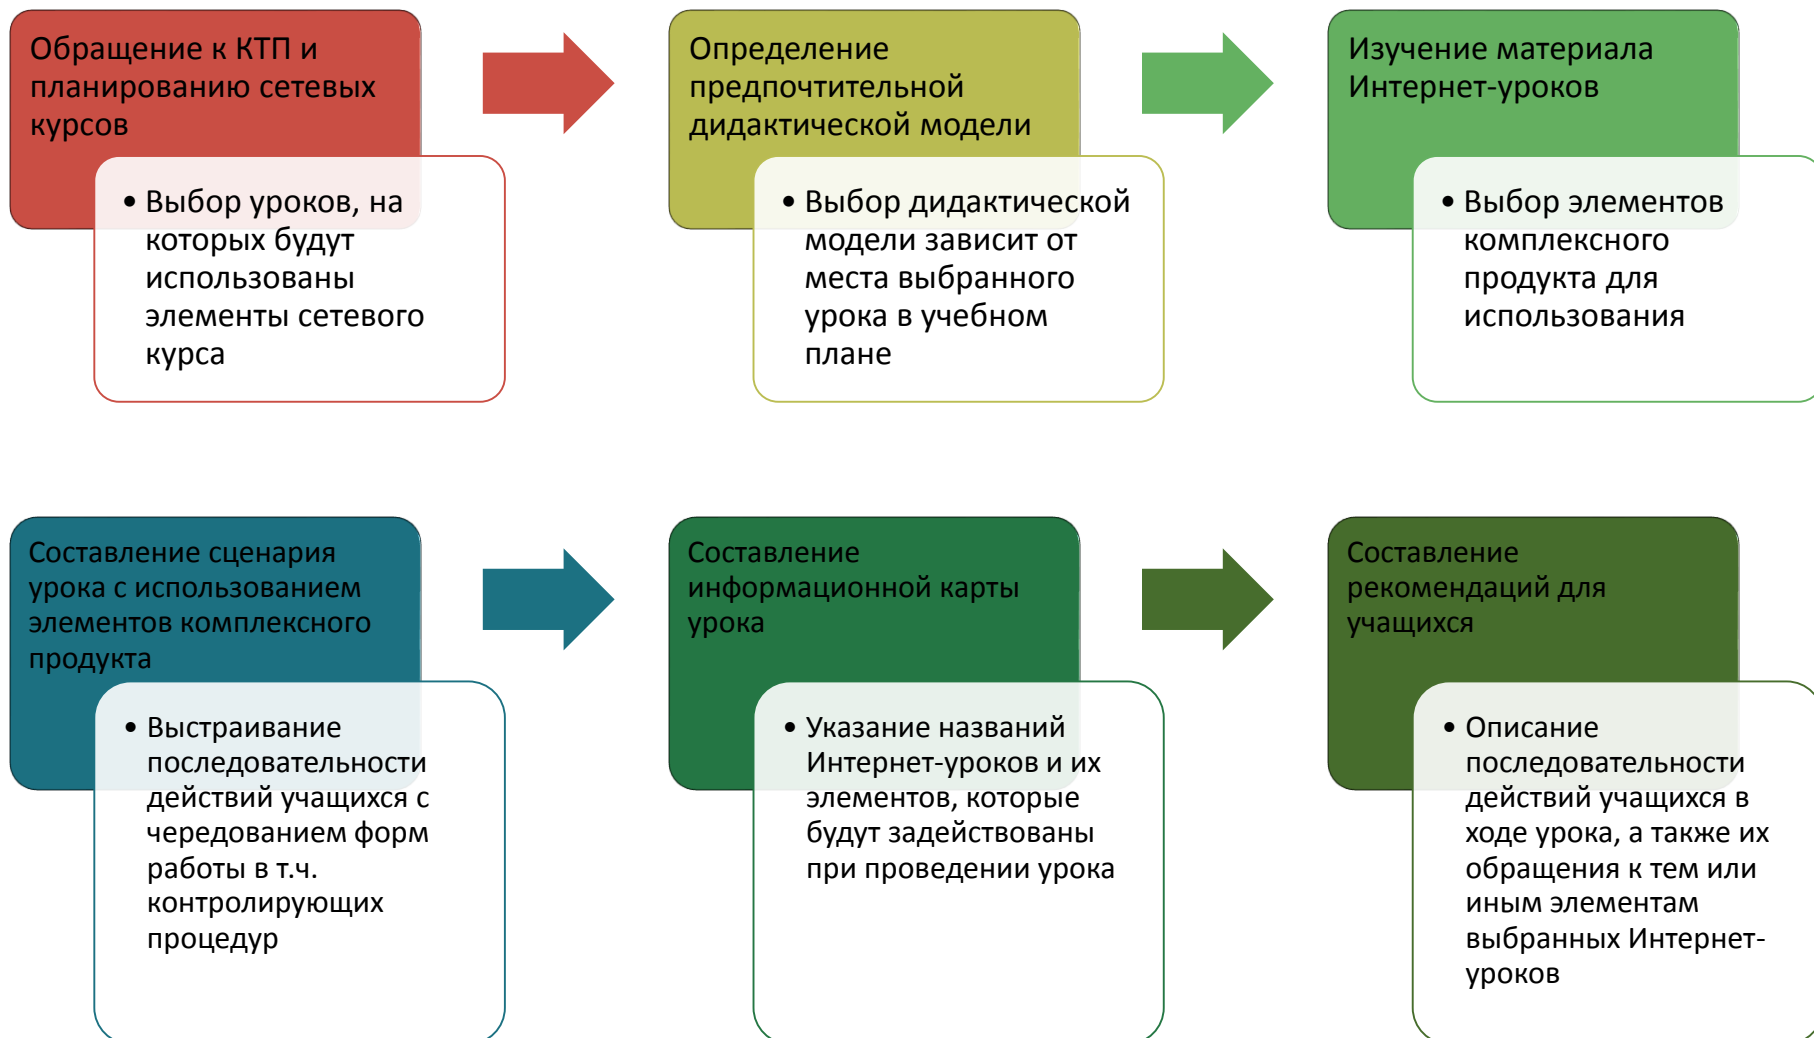 Обращение к КТП и
планированию сетевых
курсов
• Выбор уроков, на
которых будут
использованы
элементы сетевого
курса
Определение
предпочтительной
дидактической модели
• Выбор дидактической
модели зависит от
места выбранного
урока в учебном
плане
Изучение материала
Интернет-уроков
• Выбор элементов
комплексного
продукта для
использования
Составление сценария
урока с использованием
элементов комплексного
продукта
• Выстраивание
последовательности
действий учащихся с
чередованием форм
работы в т.ч.
контролирующих
процедур
Составление
информационной карты
урока
• Указание названий
Интернет-уроков и их
элементов, которые
будут задействованы
при проведении урока
Составление
рекомендаций для
учащихся
• Описание
последовательности
действий учащихся в
ходе урока, а также их
обращения к тем или
иным элементам
выбранных Интернет-
уроков